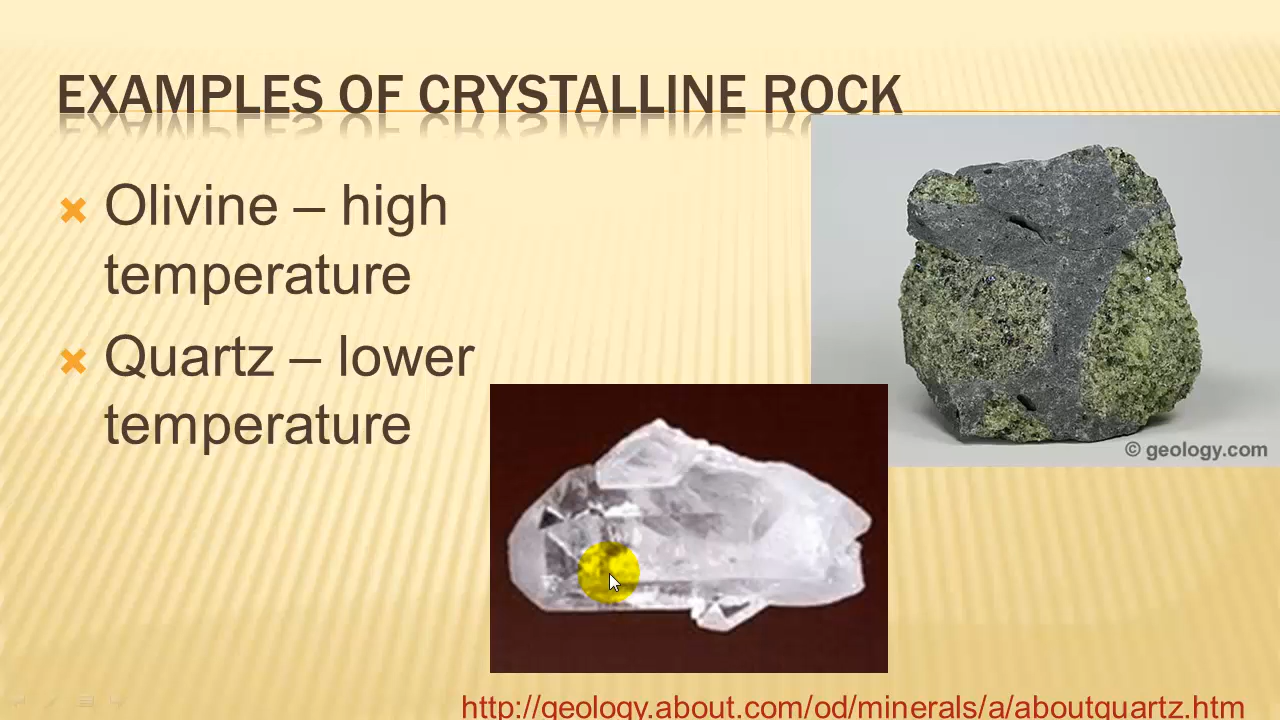 EXAMPLES OF CRYSTALLINE ROCK
Olivine – high
temperature
Quartz – lower
temperature
© geology.com
http://geology.about.com/od/minerals/a/aboutquartz.htm